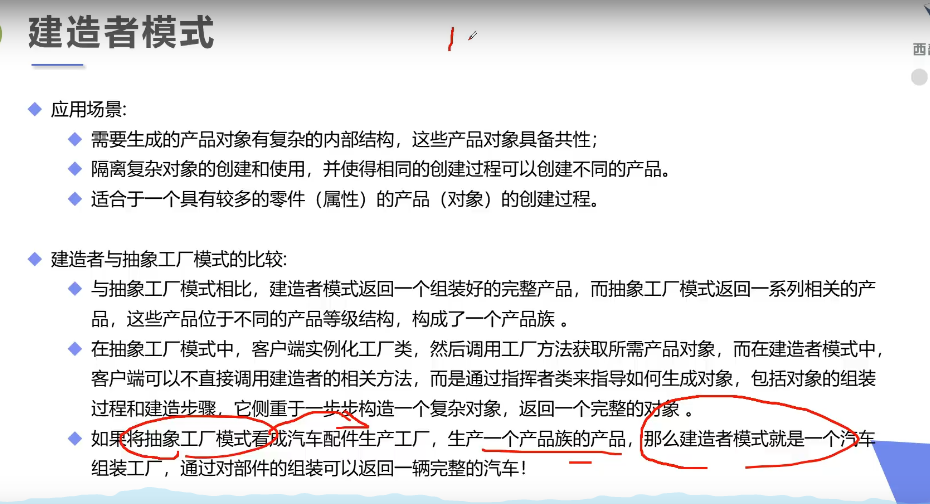 建造者模式
西部
◆ 应用场景:
◆ 需要生成的产品对象有复杂的内部结构，这些产品对象具备共性；
◆ 隔离复杂对象的创建和使用，并使得相同的创建过程可以创建不同的产品。
◆ 适合于一个具有较多的零件（属性）的产品（对象）的创建过程。
◆ 建造者与抽象工厂模式的比较:
◆ 与抽象工厂模式相比，建造者模式返回一个组装好的完整产品，而抽象工厂模式返回一系列相关的产
品，这些产品位于不同的产品等级结构，构成了一个产品族 。
◆ 在抽象工厂模式中，客户端实例化工厂类，然后调用工厂方法获取所需产品对象，而在建造者模式中，
客户端可以不直接调用建造者的相关方法，而是通过指挥者类来指导如何生成对象，包括对象的组装
过程和建造步骤，它侧重于一步步构造一个复杂对象，返回一个完整的对象 。
◆ 如果将抽象工厂模式看成汽车配件生产工厂，生产一个产品族的产品，那么建造者模式就是一个汽车
组装工厂，通过对部件的组装可以返回一辆完整的汽车！